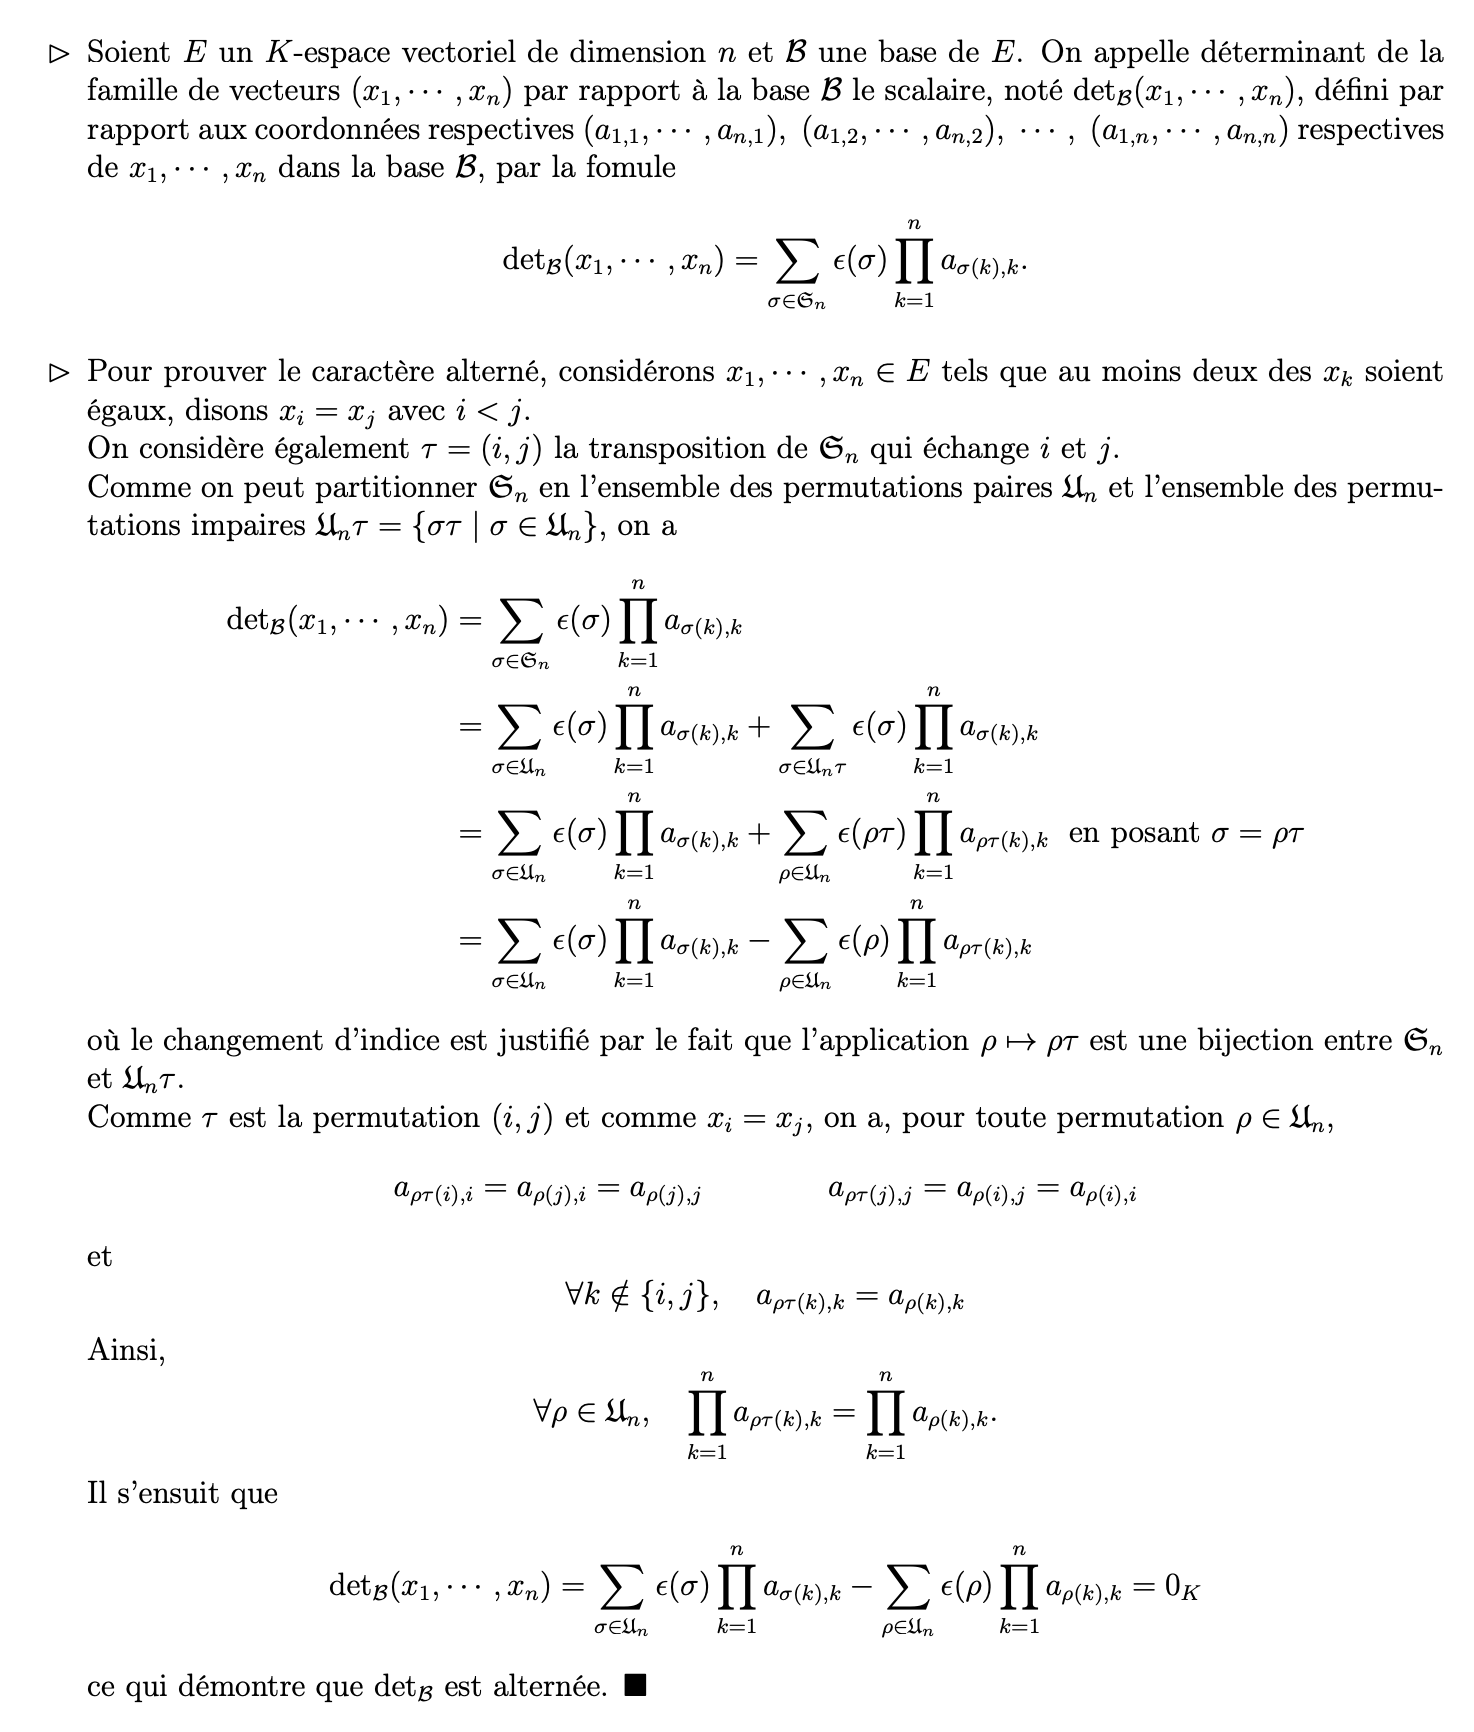 ▷ Soient $E$ un $K$-espace vectoriel de dimension $n$ et $\mathcal{B}$ une base de $E$. On appelle déterminant de la
famille de vecteurs $(x_1, \cdots, x_n)$ par rapport à la base $\mathcal{B}$ le scalaire, noté $\det_{\mathcal{B}}(x_1, \cdots, x_n)$, défini par
rapport aux coordonnées respectives $(a_{1,1}, \cdots, a_{n,1})$, $(a_{1,2}, \cdots, a_{n,2})$, $\cdots$, $(a_{1,n}, \cdots, a_{n,n})$ respectives
de $x_1, \cdots, x_n$ dans la base $\mathcal{B}$, par la fomule
$\det_{\mathcal{B}}(x_1, \cdots, x_n) = \sum_{\sigma \in \mathfrak{S}_n} \epsilon(\sigma) \prod_{k=1}^{n} a_{\sigma(k),k}.$
▷ Pour prouver le caractère alterné, considérons $x_1, \cdots, x_n \in E$ tels que au moins deux des $x_k$ soient
égaux, disons $x_i = x_j$ avec $i < j$.
On considère également $\tau = (i, j)$ la transposition de $\mathfrak{S}_n$ qui échange $i$ et $j$.
Comme on peut partitionner $\mathfrak{S}_n$ en l'ensemble des permutations paires $\mathfrak{U}_n$ et l'ensemble des permu-
tations impaires $\mathfrak{U}_n\tau = \{\sigma\tau \mid \sigma \in \mathfrak{U}_n\}$, on a
$\det_{\mathcal{B}}(x_1, \cdots, x_n) = \sum_{\sigma \in \mathfrak{S}_n} \epsilon(\sigma) \prod_{k=1}^{n} a_{\sigma(k),k}$
$= \sum_{\sigma \in \mathfrak{U}_n} \epsilon(\sigma) \prod_{k=1}^{n} a_{\sigma(k),k} + \sum_{\sigma \in \mathfrak{U}_n\tau} \epsilon(\sigma) \prod_{k=1}^{n} a_{\sigma(k),k}$
$= \sum_{\sigma \in \mathfrak{U}_n} \epsilon(\sigma) \prod_{k=1}^{n} a_{\sigma(k),k} + \sum_{\rho \in \mathfrak{U}_n} \epsilon(\rho\tau) \prod_{k=1}^{n} a_{\rho\tau(k),k}$ en posant $\sigma = \rho\tau$
$= \sum_{\sigma \in \mathfrak{U}_n} \epsilon(\sigma) \prod_{k=1}^{n} a_{\sigma(k),k} - \sum_{\rho \in \mathfrak{U}_n} \epsilon(\rho) \prod_{k=1}^{n} a_{\rho\tau(k),k}$
où le changement d'indice est justifié par le fait que l'application $\rho \mapsto \rho\tau$ est une bijection entre $\mathfrak{S}_n$
et $\mathfrak{U}_n\tau$.
Comme $\tau$ est la permutation $(i, j)$ et comme $x_i = x_j$, on a, pour toute permutation $\rho \in \mathfrak{U}_n$,
$a_{\rho\tau(i),i} = a_{\rho(j),i} = a_{\rho(j),j}$ $a_{\rho\tau(j),j} = a_{\rho(i),j} = a_{\rho(i),i}$
et
$\forall k \notin \{i, j\}, \quad a_{\rho\tau(k),k} = a_{\rho(k),k}$
Ainsi,
$\forall \rho \in \mathfrak{U}_n, \quad \prod_{k=1}^{n} a_{\rho\tau(k),k} = \prod_{k=1}^{n} a_{\rho(k),k}.$
Il s'ensuit que
$\det_{\mathcal{B}}(x_1, \cdots, x_n) = \sum_{\sigma \in \mathfrak{U}_n} \epsilon(\sigma) \prod_{k=1}^{n} a_{\sigma(k),k} - \sum_{\rho \in \mathfrak{U}_n} \epsilon(\rho) \prod_{k=1}^{n} a_{\rho(k),k} = 0_K$
ce qui démontre que $\det_{\mathcal{B}}$ est alternée. ■